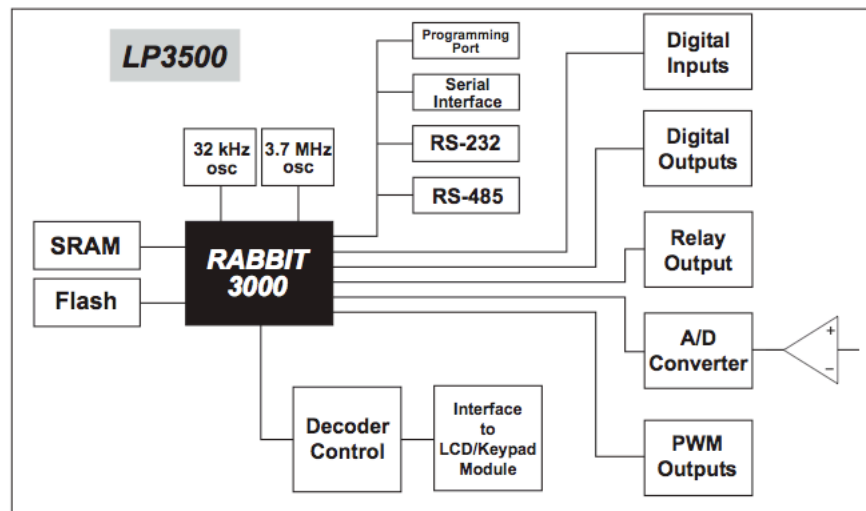 LP3500
Programming
Port
Serial
Interface
RS-232
RS-485
32 kHz
osc
3.7 MHz
osc
SRAM
Flash
RABBIT
3000
Digital
Inputs
Digital
Outputs
Relay
Output
A/D
Converter
+
–
PWM
Outputs
Decoder
Control
Interface
to
LCD/Keypad
Module